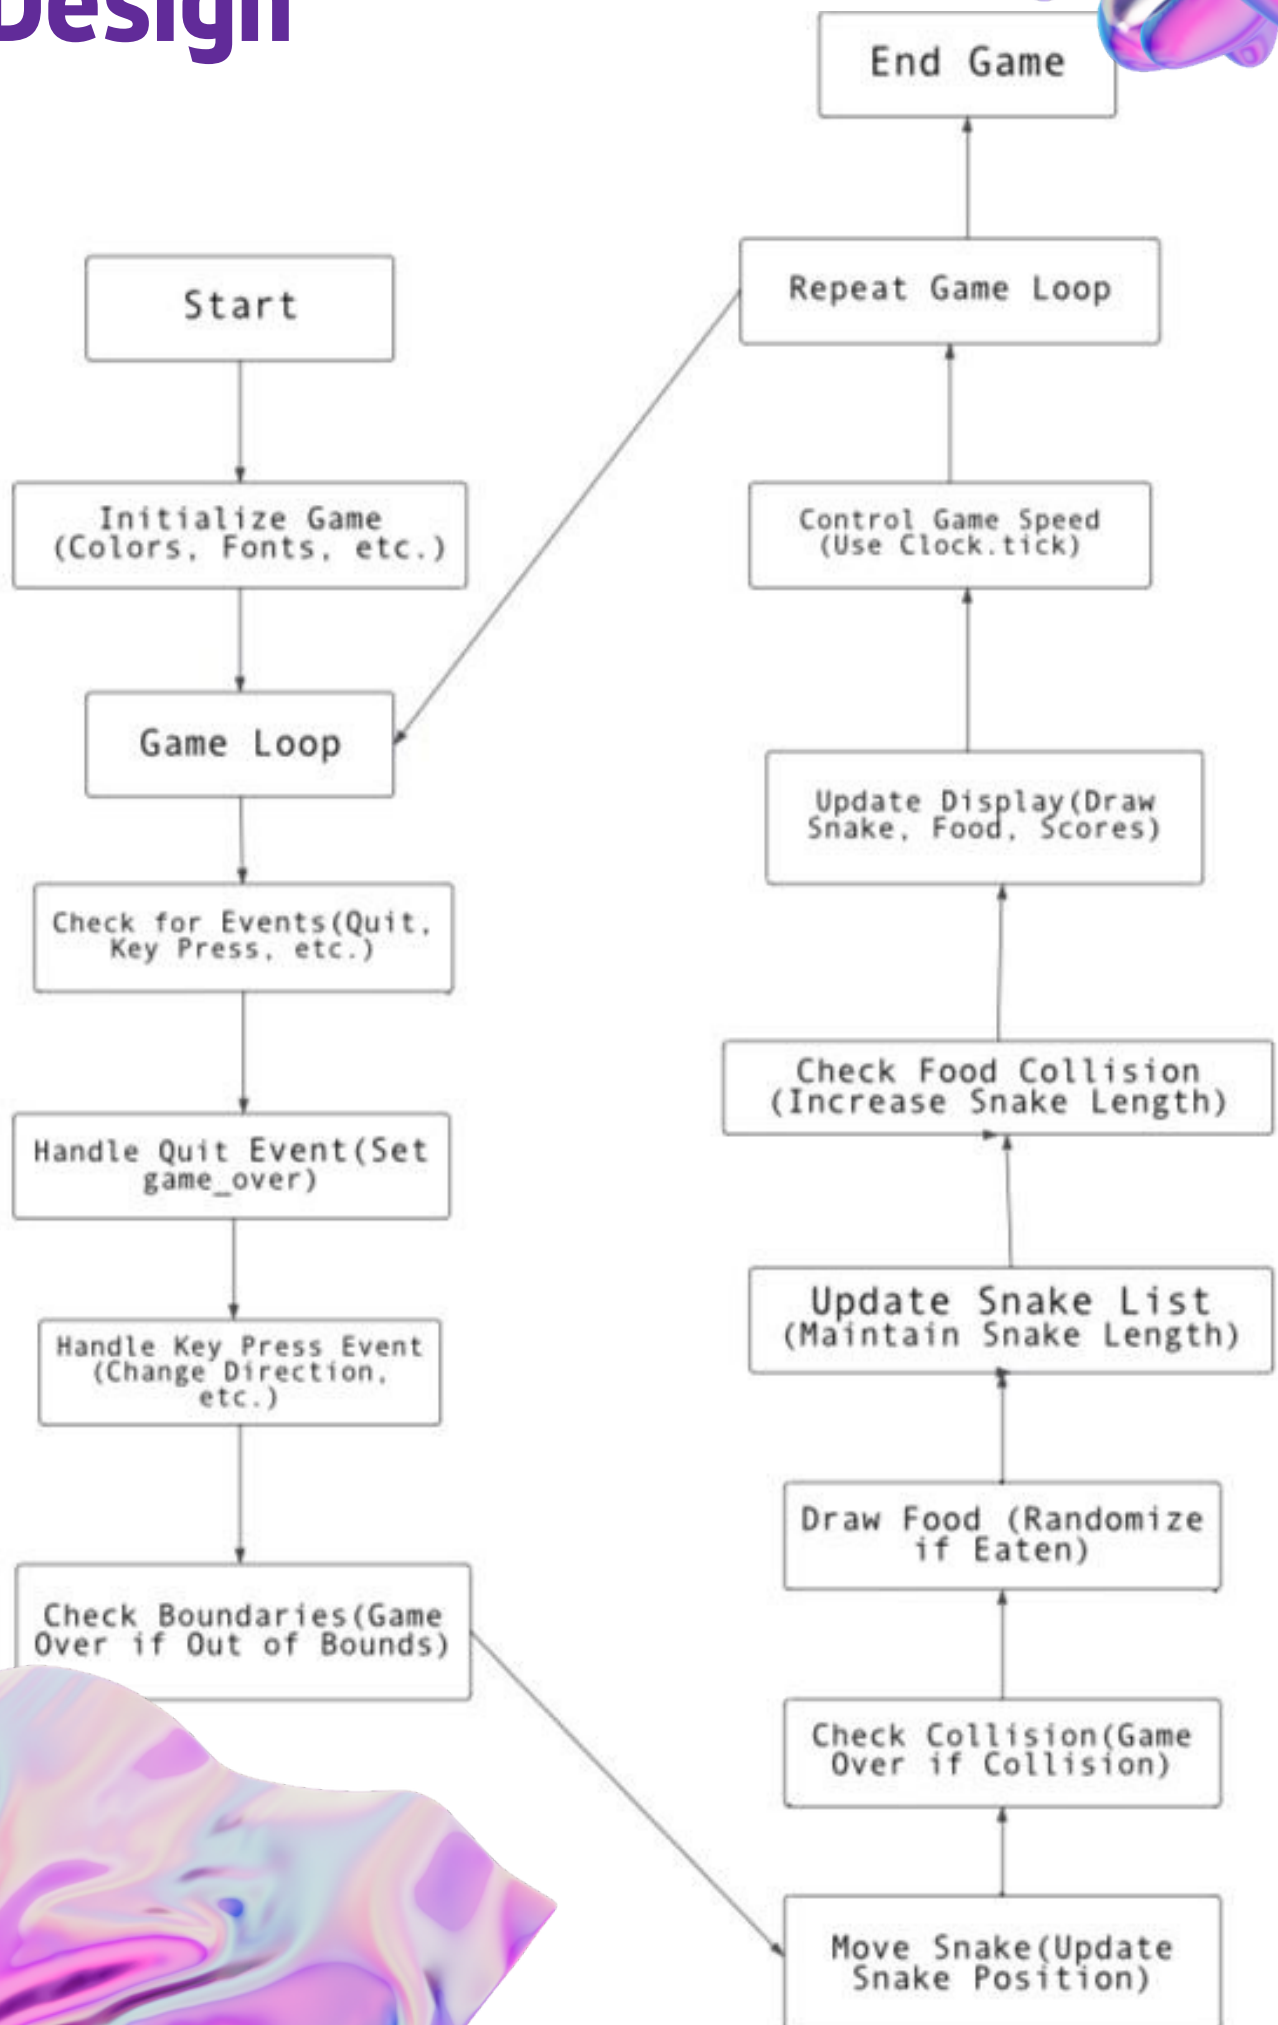 Design
Start
Initialize Game
(Colors, Fonts, etc.)
Game Loop
Check for Events(Quit,
Key Press, etc.)
Handle Quit Event(Set
game_over)
Handle Key Press Event
(Change Direction,
etc.)
Check Boundaries(Game
Over if Out of Bounds)
Move Snake(Update
Snake Position)
Check Collision(Game
Over if Collision)
Draw Food (Randomize
if Eaten)
Update Snake List
(Maintain Snake Length)
Check Food Collision
(Increase Snake Length)
Update Display(Draw
Snake, Food, Scores)
Control Game Speed
(Use Clock.tick)
Repeat Game Loop
End Game